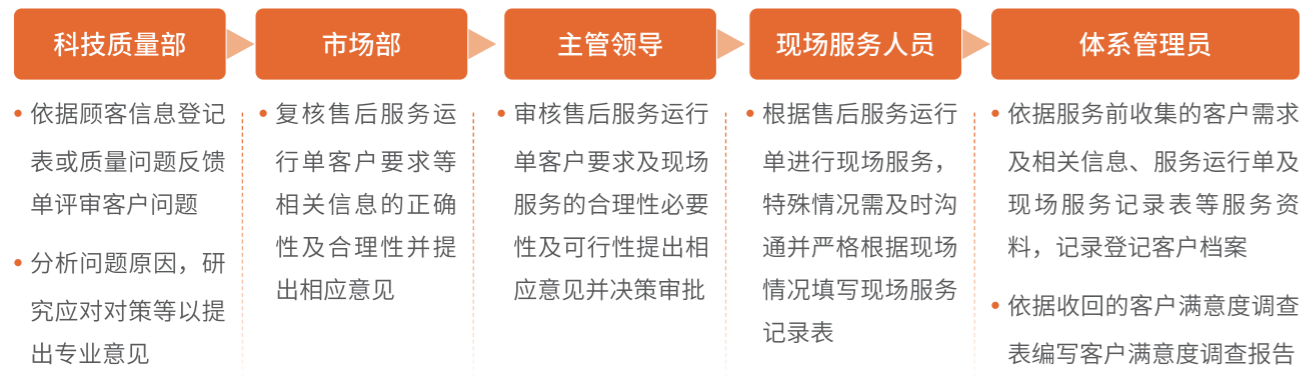 科技质量部
依据顾客信息登记
表或质量问题反馈
单评审客户问题
分析问题原因，研
究应对对策等以提
出专业意见
市场部
复核售后服务运
行单客户要求等
相关信息的正确
性及合理性并提
出相应意见
主管领导
审核售后服务运行
单客户要求及现场
服务的合理性必要
性及可行性提出相
应意见并决策审批
现场服务人员
根据售后服务运行
单进行现场服务，
特殊情况需及时沟
通并严格根据现场
情况填写现场服务
记录表
体系管理员
依据服务前收集的客户需求
及相关信息、服务运行单及
现场服务记录表等服务资
料，记录登记客户档案
依据收回的客户满意度调查
表编写客户满意度调查报告